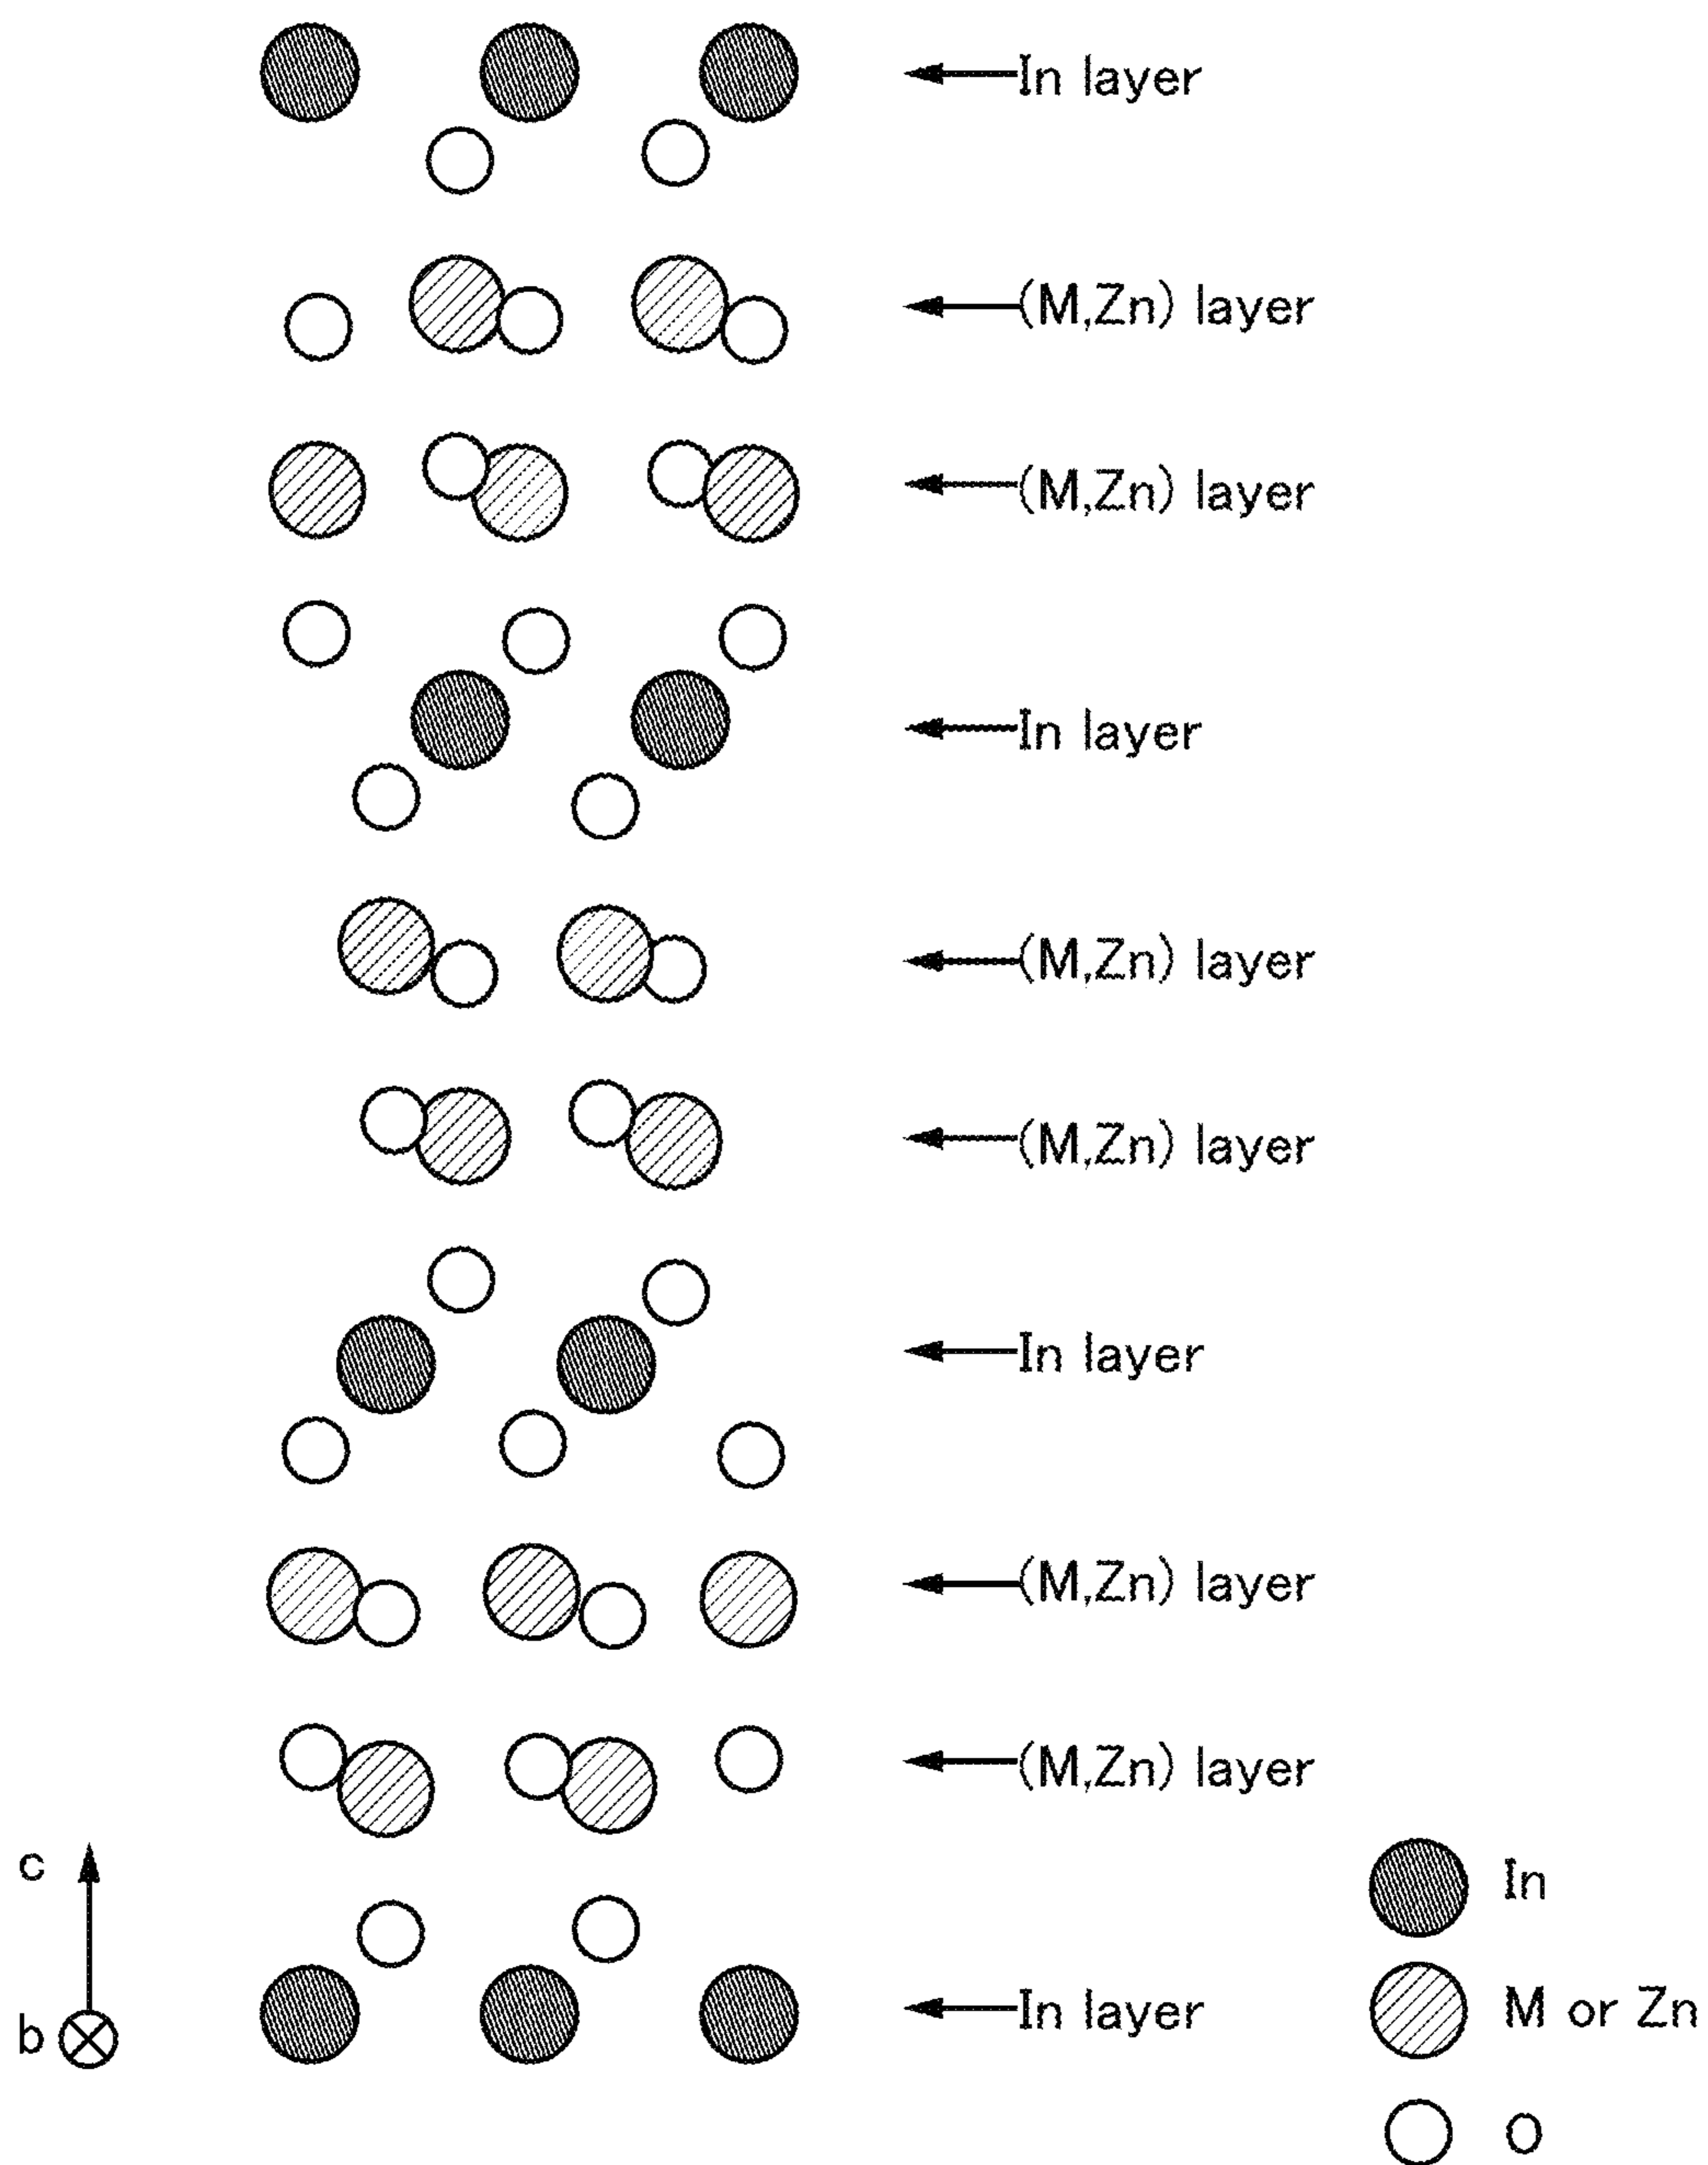 In layer
(M,Zn) layer
(M,Zn) layer
In layer
(M,Zn) layer
(M,Zn) layer
In layer
(M,Zn) layer
(M,Zn) layer
c
In
b
In layer
M or Zn
O